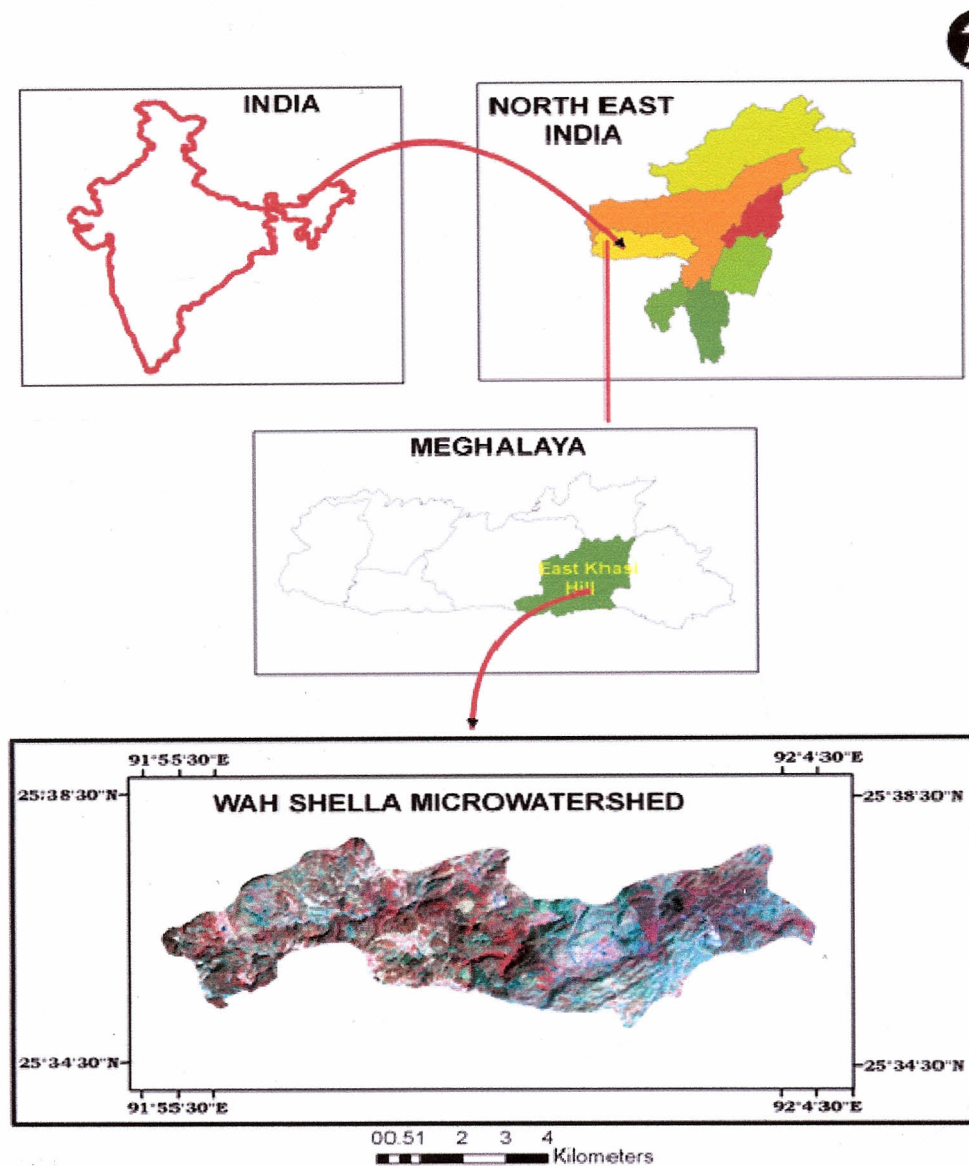 INDIA
NORTH EAST
INDIA
MEGHALAYA
East Khasi
Hill
91°55'30"E
92°4'30"E
25°38'30"N
25°38'30"N
WAH SHELLA MICROWATERSHED
25°34'30"N
25°34'30"N
91°55'30"E
92°4'30"E
00.51 2 3 4
Kilometers